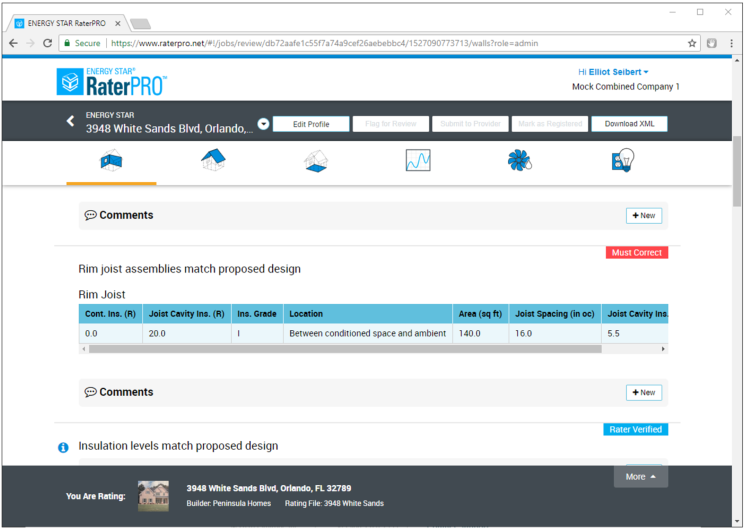 ENERGY STAR RaterPRO ×
Secure | https://www.raterpro.net/#!/jobs/review/db72aafe1c55f7a74a9cef26aebebbc4/1527090773713/walls?role=admin
ENERGY STAR®
RaterPRO™
Hi Elliot Seibert
Mock Combined Company 1
ENERGY STAR
3948 White Sands Blvd, Orlando,...
Edit Profile Flag for Review Submit to Provider Mark as Registered Download XML
Comments + New
Must Correct
Rim joist assemblies match proposed design
Rim Joist
Cont. Ins. (R) Joist Cavity Ins. (R) Ins. Grade Location Area (sq ft) Joist Spacing (in oc) Joist Cavity Ins.
0.0 20.0 I Between conditioned space and ambient 140.0 16.0 5.5
Comments + New
Rater Verified
Insulation levels match proposed design
More
You Are Rating:
3948 White Sands Blvd, Orlando, FL 32789
Builder: Peninsula Homes Rating File: 3948 White Sands